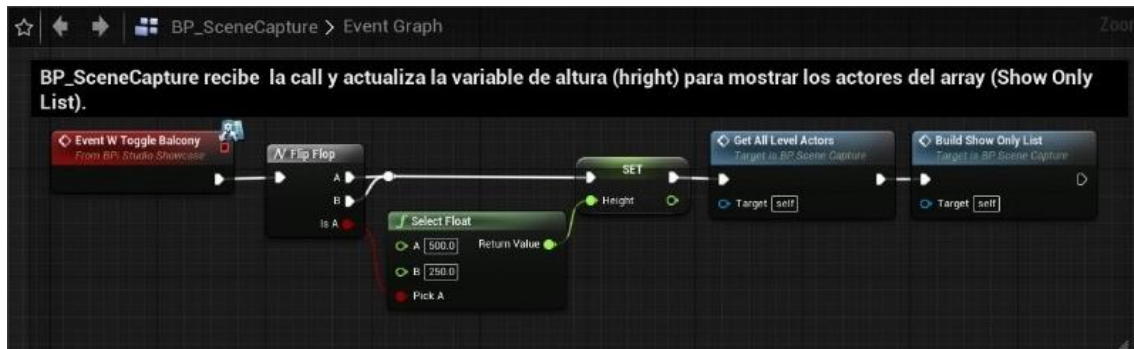 BP_SceneCapture > Event Graph
Zoo
BP_SceneCapture recibe la call y actualiza la variable de altura (hright) para mostrar los actores del array (Show Only
List).
Event W Toggle Balcony
From BPi Studio Showcase
Flip Flop
A
B
Is A
Select Float
A 500.0
Return Value
B 250.0
Pick A
SET
Height
Get All Level Actors
Target is BP Scene Capture
Target self
Build Show Only List
Target is BP Scene Capture
Target self